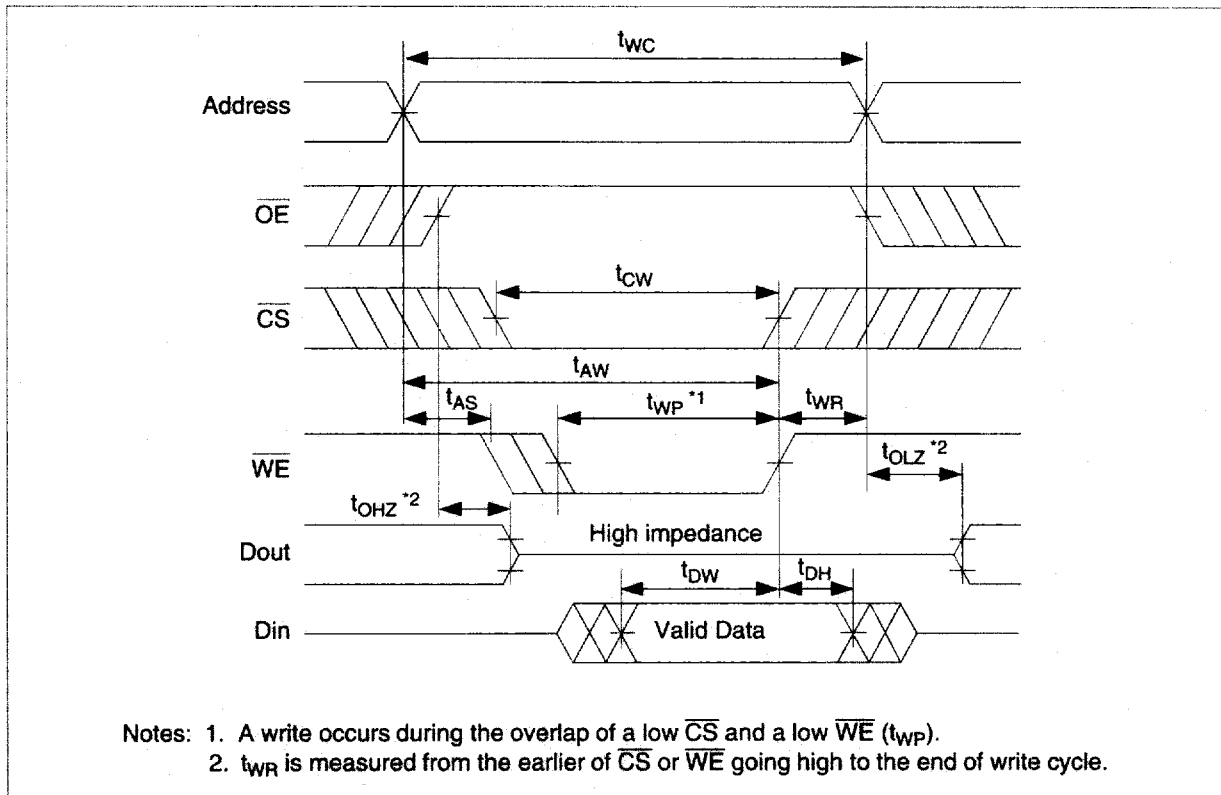 tWC
Address
OE
tCW
CS
tAW
tAS
tWP *1
tWR
WE
tOLZ *2
tOHZ *2
High impedance
Dout
tDW
tDH
Din
Valid Data
Notes: 1. A write occurs during the overlap of a low CS and a low WE (tWP).
2. tWR is measured from the earlier of CS or WE going high to the end of write cycle.